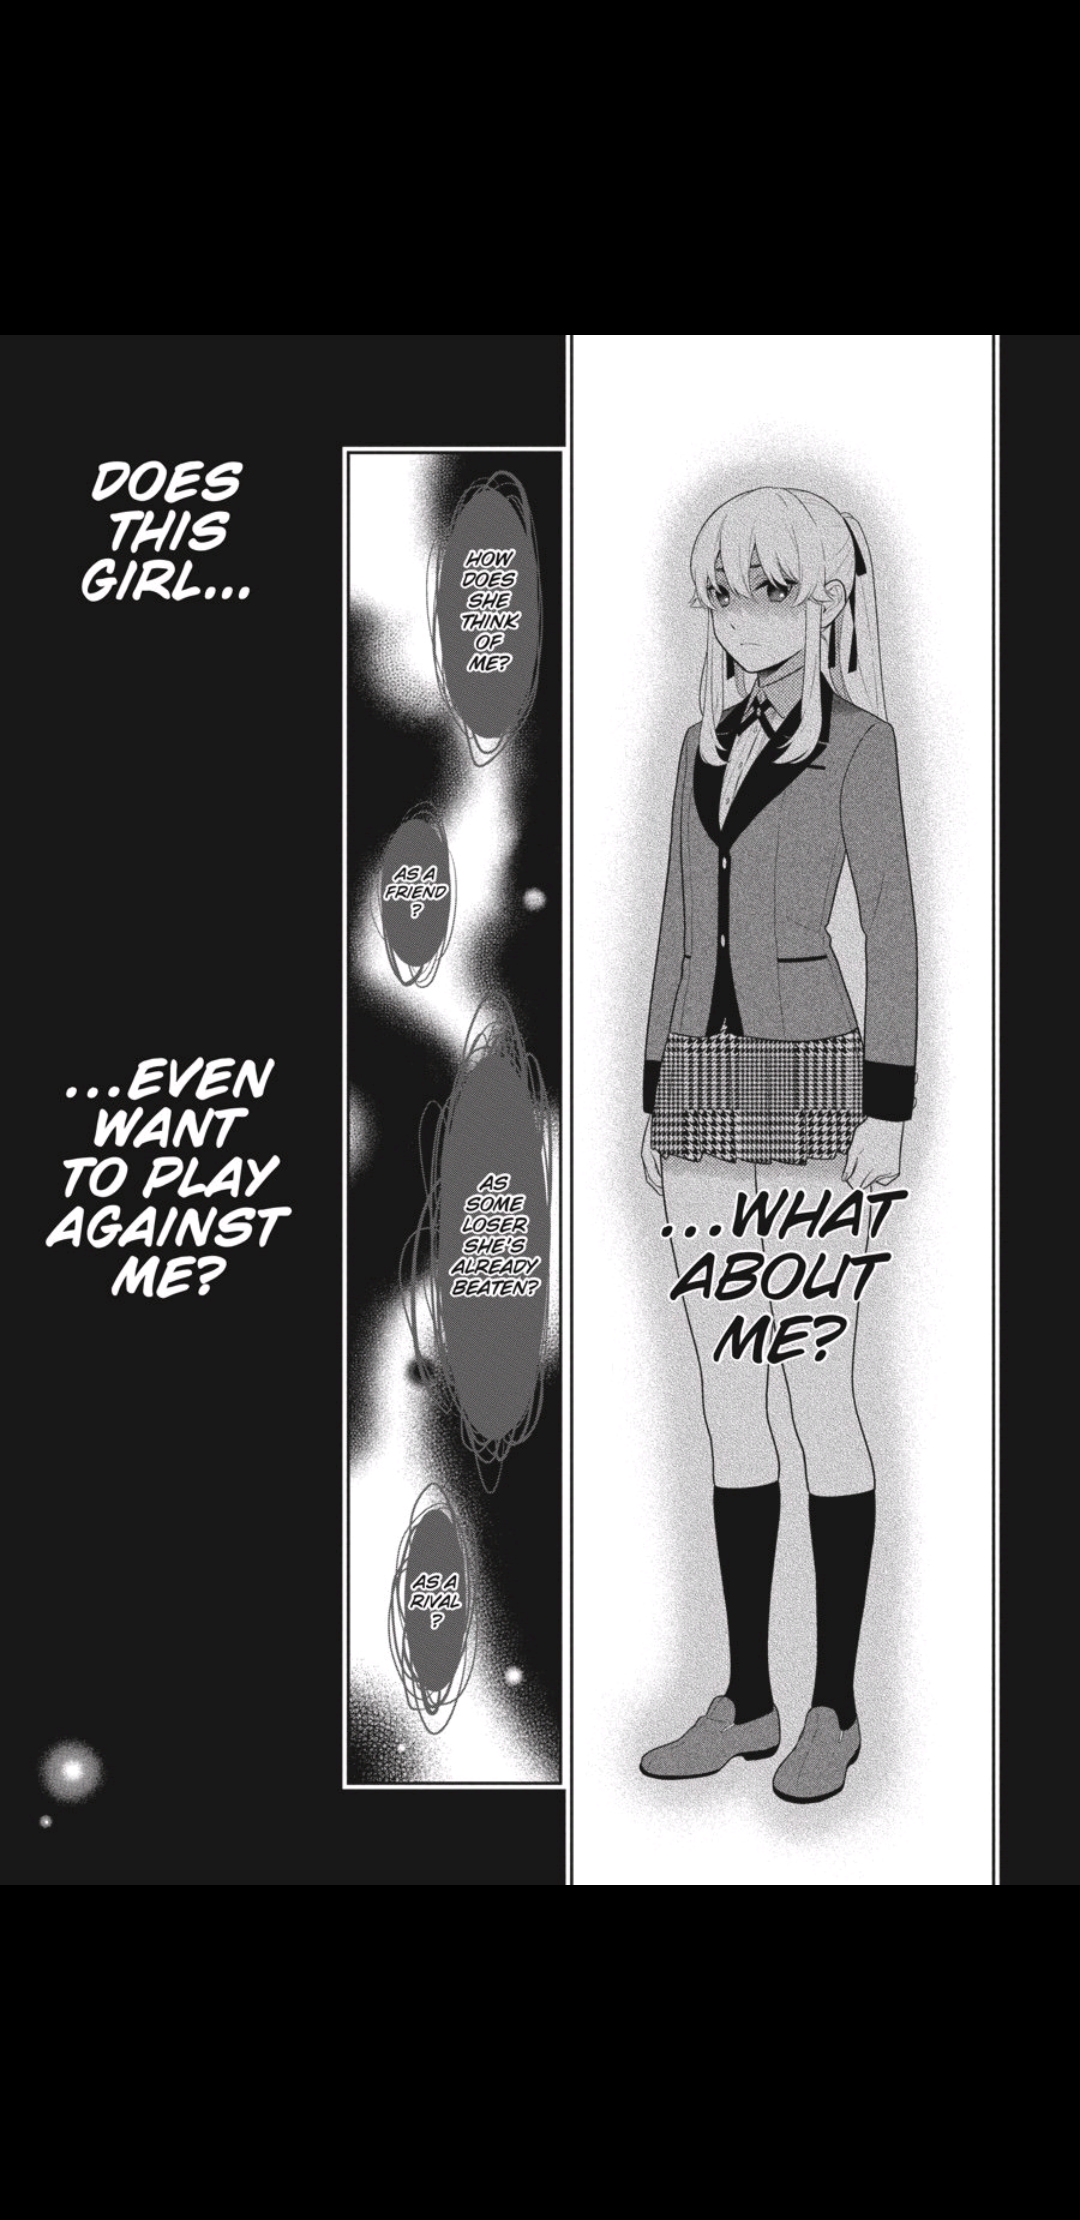 ...WHAT
ABOUT
ME?
HOW
DOES
SHE
THINK
OF
ME?
AS A
FRIEND
?
AS
SOME
LOSER
SHE'S
ALREADY
BEATEN?
AS A
RIVAL
?
DOES
THIS
GIRL...
...EVEN
WANT
TO PLAY
AGAINST
ME?